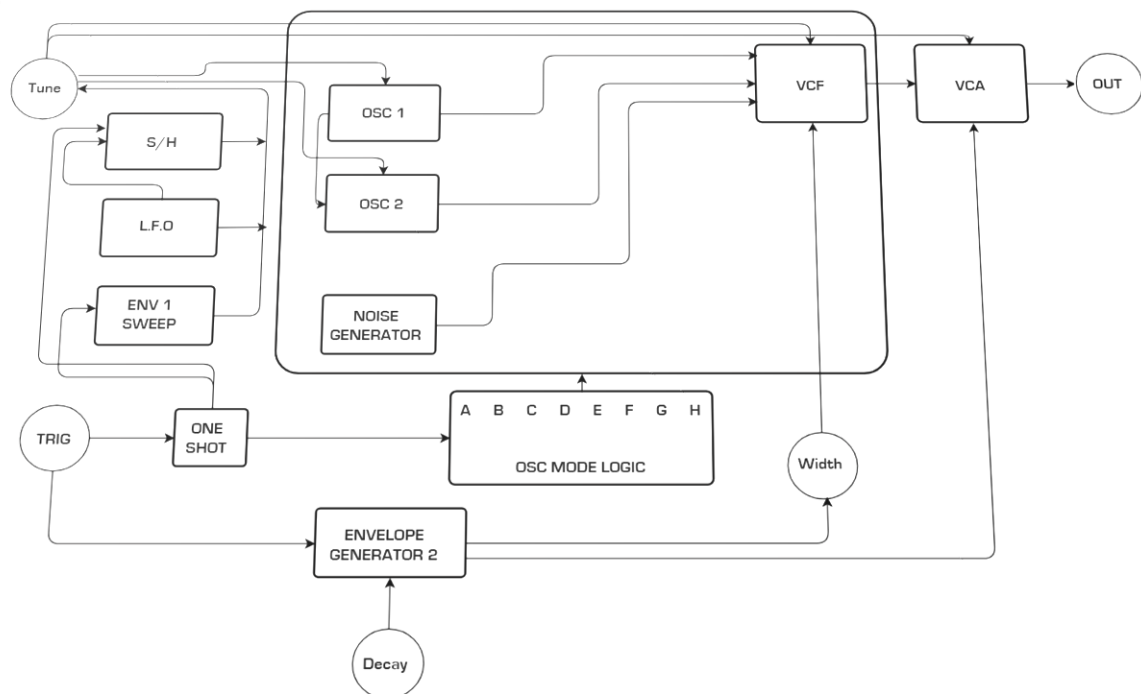 Tune
VCF
VCA
OUT
OSC 1
S/H
OSC 2
L.F.O
ENV 1
SWEEP
NOISE
GENERATOR
A B C D E F G H
OSC MODE LOGIC
TRIG
ONE
SHOT
Width
ENVELOPE
GENERATOR 2
Decay